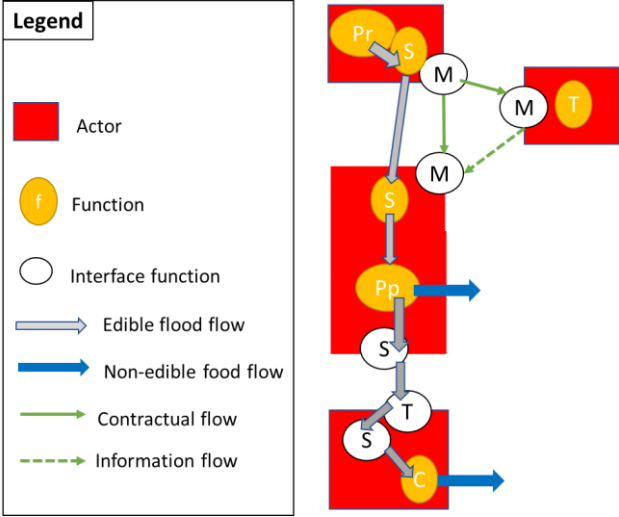 Legend
Actor
f
Function
Interface function
Edible flood flow
Non-edible food flow
Contractual flow
Information flow
Pr
S
M
M
T
M
S
Pp
S
T
S
C